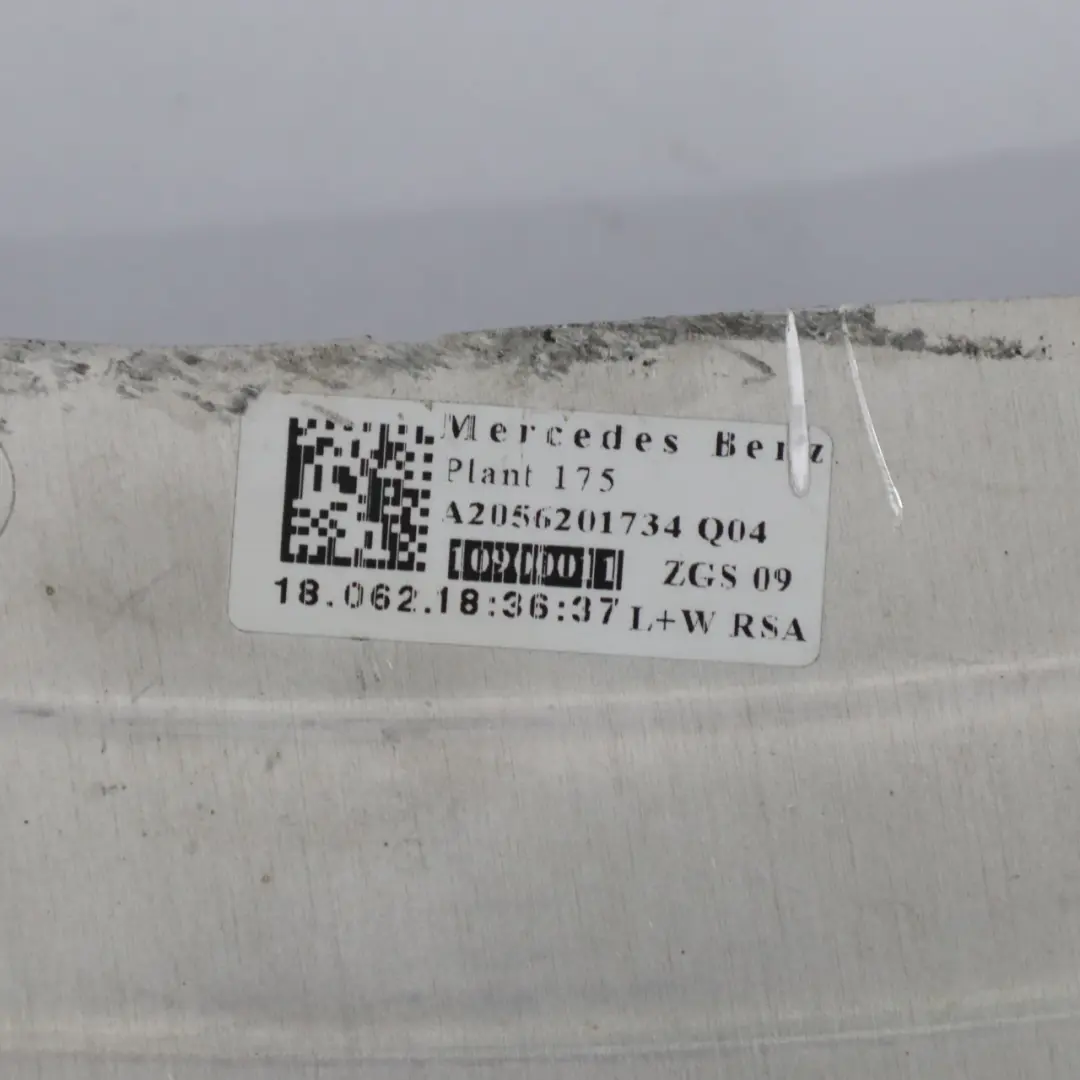 Mercedes Benz
Plant 175
A2056201734 Q04
ZGS 09
18.062.18:36:37 L+W RSA